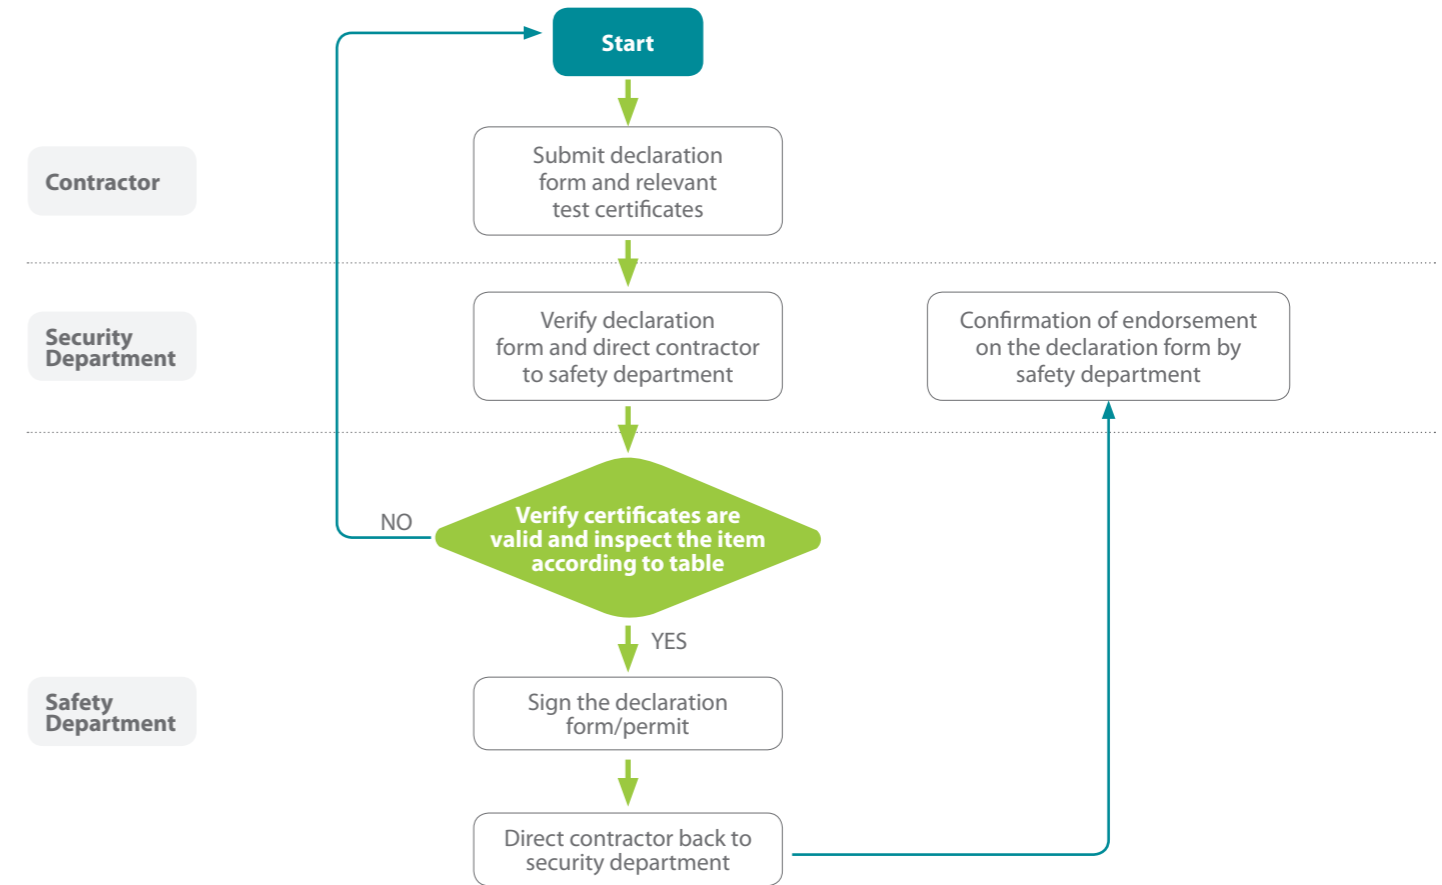 Start
Contractor
Submit declaration
form and relevant
test certificates
Security
Department
Verify declaration
form and direct contractor
to safety department
Confirmation of endorsement
on the declaration form by
safety department
NO
Verify certificates are
valid and inspect the item
according to table
YES
Safety
Department
Sign the declaration
form/permit
Direct contractor back to
security department